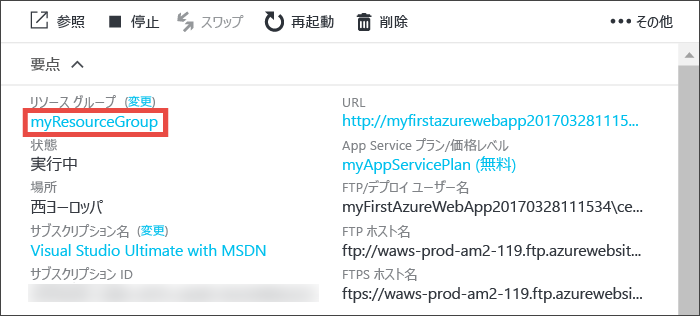 参照 停止 スワップ 再起動 削除 ••• その他
要点
リソース グループ (変更)
myResourceGroup
状態
実行中
場所
西ヨーロッパ
サブスクリプション名 (変更)
Visual Studio Ultimate with MSDN
サブスクリプション ID
URL
http://myfirstazurewebapp201703281115...
App Service プラン/価格レベル
myAppServicePlan (無料)
FTP/デプロイ ユーザー名
myFirstAzureWebApp20170328111534\ce...
FTP ホスト名
ftp://waws-prod-am2-119.ftp.azurewebsit...
FTPS ホスト名
ftps://waws-prod-am2-119.ftp.azurewebsi...